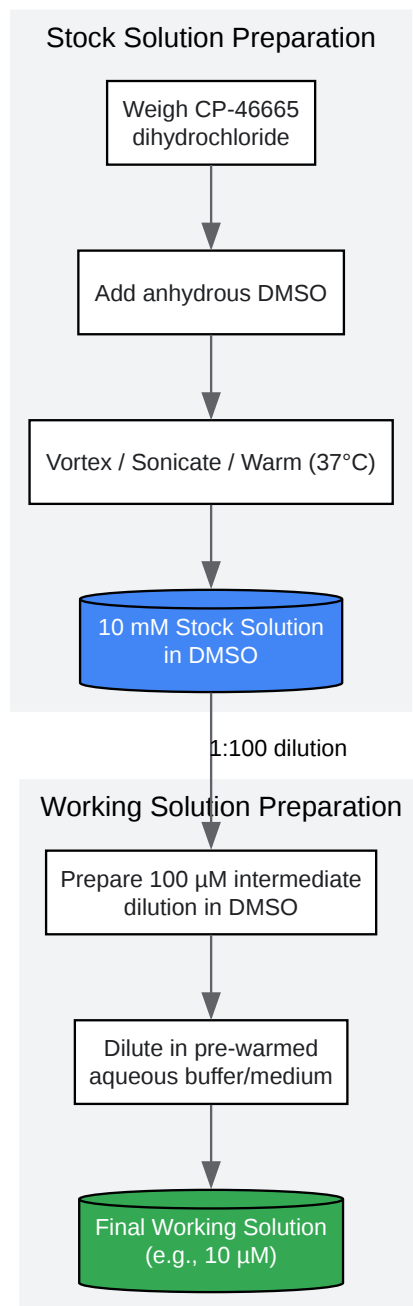 Stock Solution Preparation
Weigh CP-46665
dihydrochloride
Add anhydrous DMSO
Vortex / Sonicate / Warm (37°C)
10 mM Stock Solution
in DMSO
1:100 dilution
Working Solution Preparation
Prepare 100 µM intermediate
dilution in DMSO
Dilute in pre-warmed
aqueous buffer/medium
Final Working Solution
(e.g., 10 µM)